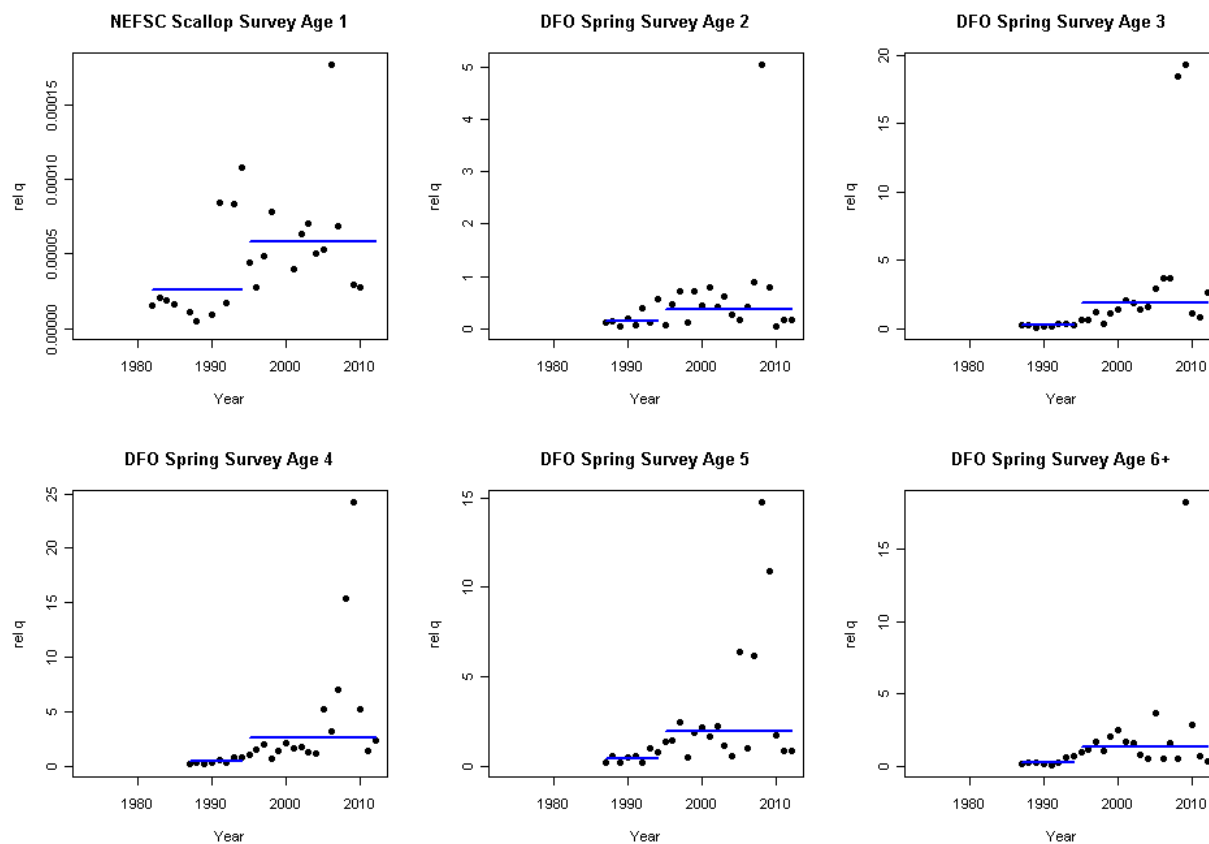 NEFSC Scallop Survey Age 1
DFO Spring Survey Age 2
DFO Spring Survey Age 3
rel q
0.00000
0.00005
0.00010
0.00015
1980
1990
2000
2010
Year
rel q
0
1
2
3
4
5
1980
1990
2000
2010
Year
rel q
0
5
10
15
20
1980
1990
2000
2010
Year
DFO Spring Survey Age 4
DFO Spring Survey Age 5
DFO Spring Survey Age 6+
rel q
0
5
10
15
20
25
1980
1990
2000
2010
Year
rel q
0
5
10
15
1980
1990
2000
2010
Year
rel q
0
5
10
15
1980
1990
2000
2010
Year